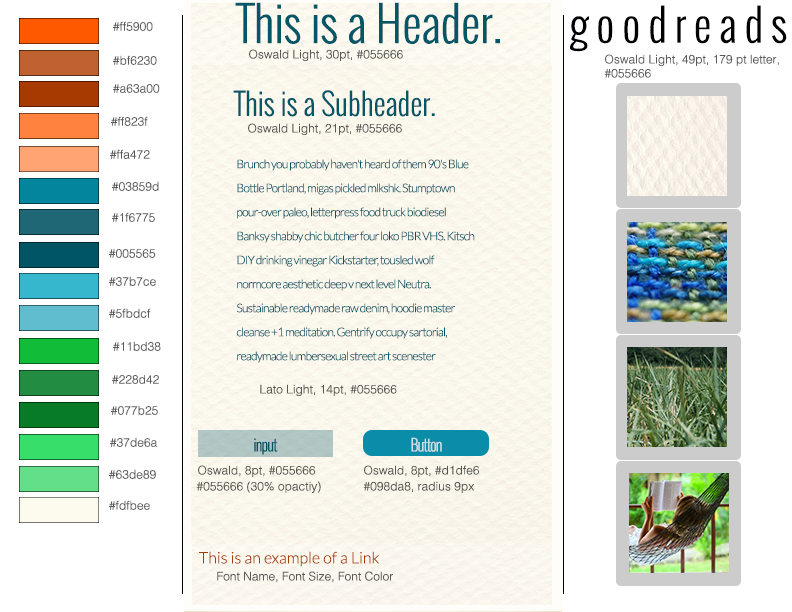 #ff5900
#bf6230
#a63a00
#ff823f
#ffa472
#03859d
#1f6775
#005565
#37b7ce
#5fbdcf
#11bd38
#228d42
#077b25
#37de6a
#63de89
#fdfbee
This is a Header.
Oswald Light, 30pt, #055666
This is a Subheader.
Oswald Light, 21pt, #055666
Brunch you probably haven't heard of them 90's Blue
Bottle Portland, migas pickled mlkshk. Stumptown
pour-over paleo, letterpress food truck biodiesel
Banksy shabby chic butcher four loko PBR VHS. Kitsch
DIY drinking vinegar Kickstarter, tousled wolf
normcore aesthetic deep v next level Neutra.
Sustainable readymade raw denim, hoodie master
cleanse +1 meditation. Gentrify occupy sartorial,
readymade lumbersexual street art scenester
Lato Light, 14pt, #055666
input
Oswald, 8pt, #055666
#055666 (30% opactiy)
Button
Oswald, 8pt, #d1dfe6
#098da8, radius 9px
This is an example of a Link
Font Name, Font Size, Font Color
goodreads
Oswald Light, 49pt, 179 pt letter,
#055666